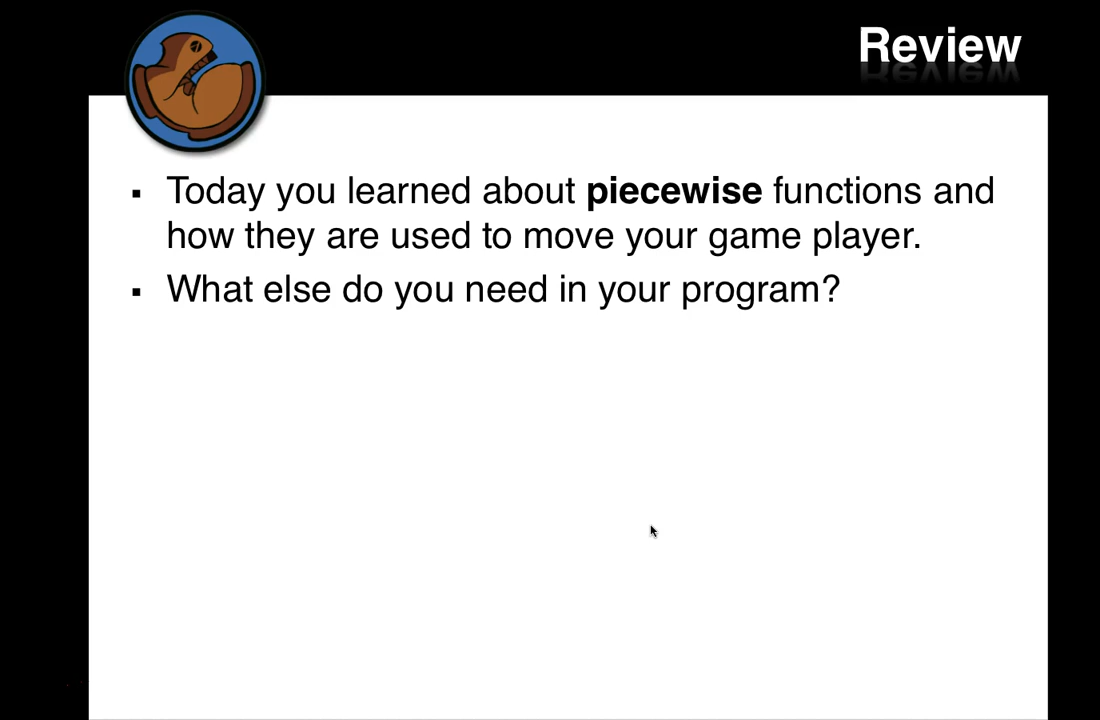 Review
▪ Today you learned about piecewise functions and
how they are used to move your game player.
▪ What else do you need in your program?